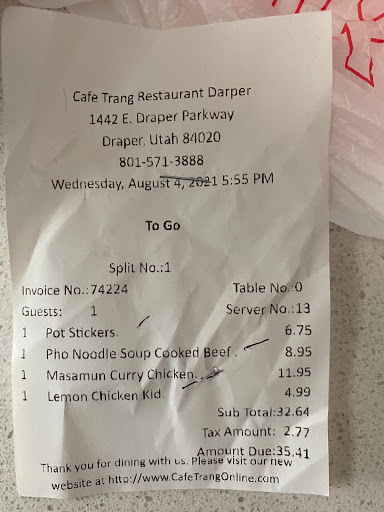 Cafe Trang Restaurant Darper
1442 E. Draper Parkway
Draper, Utah 84020
801-571-3888
Wednesday, August 4, 2021 5:55 PM
To Go
Split No.:1
Invoice No.:74224 Table No.:0
Guests: 1 Server No.:13
1 Pot Stickers. 6.75
1 Pho Noodle Soup Cooked Beef . 8.95
1 Masamun Curry Chicken. 11.95
1 Lemon Chicken Kid. 4.99
Sub Total:32.64
Tax Amount: 2.77
Amount Due:35.41
Thank you for dining with us. Please visit our new
website at http://www.CafeTrangOnline.com